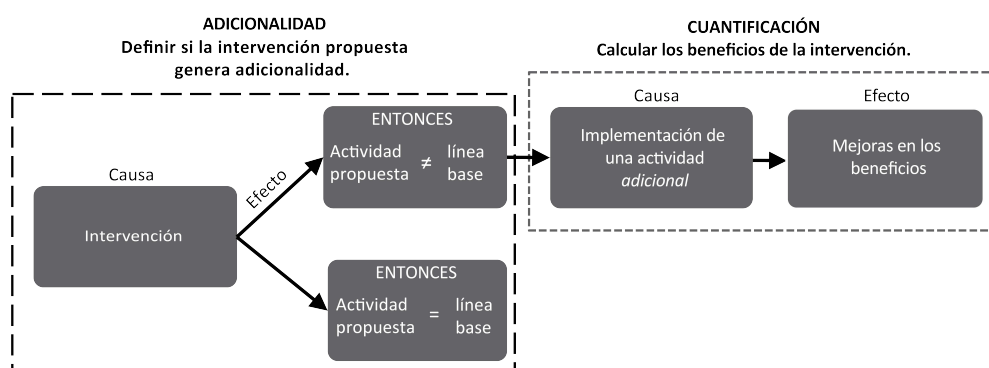 ADICIONALIDAD
Definir si la intervención propuesta
genera adicionalidad.
Causa
Intervención
Efecto
ENTONCES
Actividad ≠ línea
propuesta base
ENTONCES
Actividad = línea
propuesta base
CUANTIFICACIÓN
Calcular los beneficios de la intervención.
Causa
Implementación de
una actividad
adicional
Efecto
Mejoras en los
beneficios